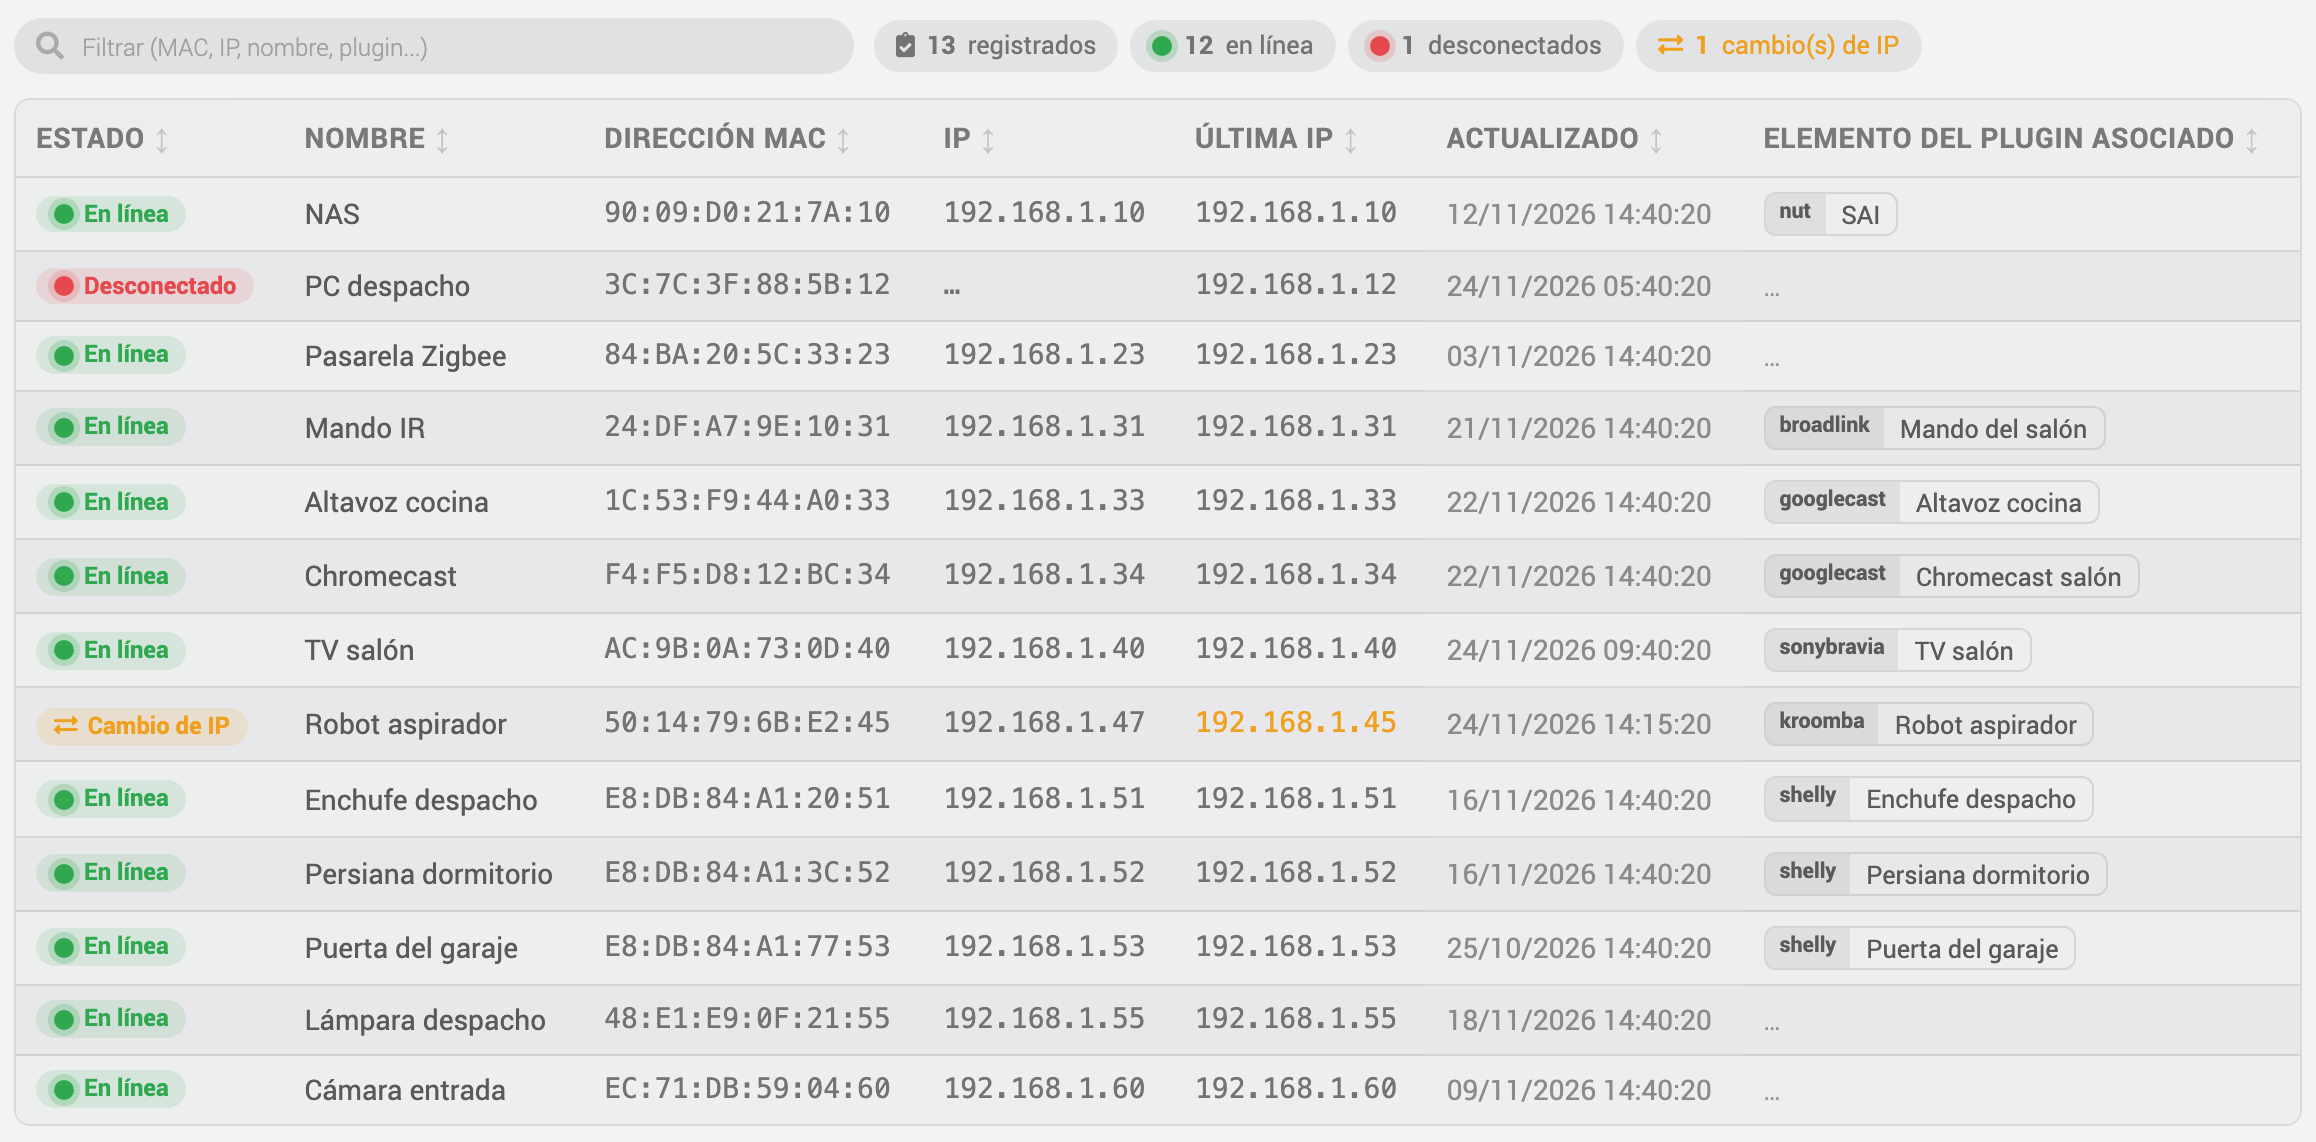 Filtrar (MAC, IP, nombre, plugin...) 13 registrados 12 en línea 1 desconectados 1 cambio(s) de IP
ESTADO NOMBRE DIRECCIÓN MAC IP ÚLTIMA IP ACTUALIZADO ELEMENTO DEL PLUGIN ASOCIADO
En línea NAS 90:09:D0:21:7A:10 192.168.1.10 192.168.1.10 12/11/2026 14:40:20 nut SAI
Desconectado PC despacho 3C:7C:3F:88:5B:12 … 192.168.1.12 24/11/2026 05:40:20 ...
En línea Pasarela Zigbee 84:BA:20:5C:33:23 192.168.1.23 192.168.1.23 03/11/2026 14:40:20 ...
En línea Mando IR 24:DF:A7:9E:10:31 192.168.1.31 192.168.1.31 21/11/2026 14:40:20 broadlink Mando del salón
En línea Altavoz cocina 1C:53:F9:44:A0:33 192.168.1.33 192.168.1.33 22/11/2026 14:40:20 googlecast Altavoz cocina
En línea Chromecast F4:F5:D8:12:BC:34 192.168.1.34 192.168.1.34 22/11/2026 14:40:20 googlecast Chromecast salón
En línea TV salón AC:9B:0A:73:0D:40 192.168.1.40 192.168.1.40 24/11/2026 09:40:20 sonybravia TV salón
Cambio de IP Robot aspirador 50:14:79:6B:E2:45 192.168.1.47 192.168.1.45 24/11/2026 14:15:20 kroomba Robot aspirador
En línea Enchufe despacho E8:DB:84:A1:20:51 192.168.1.51 192.168.1.51 16/11/2026 14:40:20 shelly Enchufe despacho
En línea Persiana dormitorio E8:DB:84:A1:3C:52 192.168.1.52 192.168.1.52 16/11/2026 14:40:20 shelly Persiana dormitorio
En línea Puerta del garaje E8:DB:84:A1:77:53 192.168.1.53 192.168.1.53 25/10/2026 14:40:20 shelly Puerta del garaje
En línea Lámpara despacho 48:E1:E9:0F:21:55 192.168.1.55 192.168.1.55 18/11/2026 14:40:20 ...
En línea Cámara entrada EC:71:DB:59:04:60 192.168.1.60 192.168.1.60 09/11/2026 14:40:20 ...